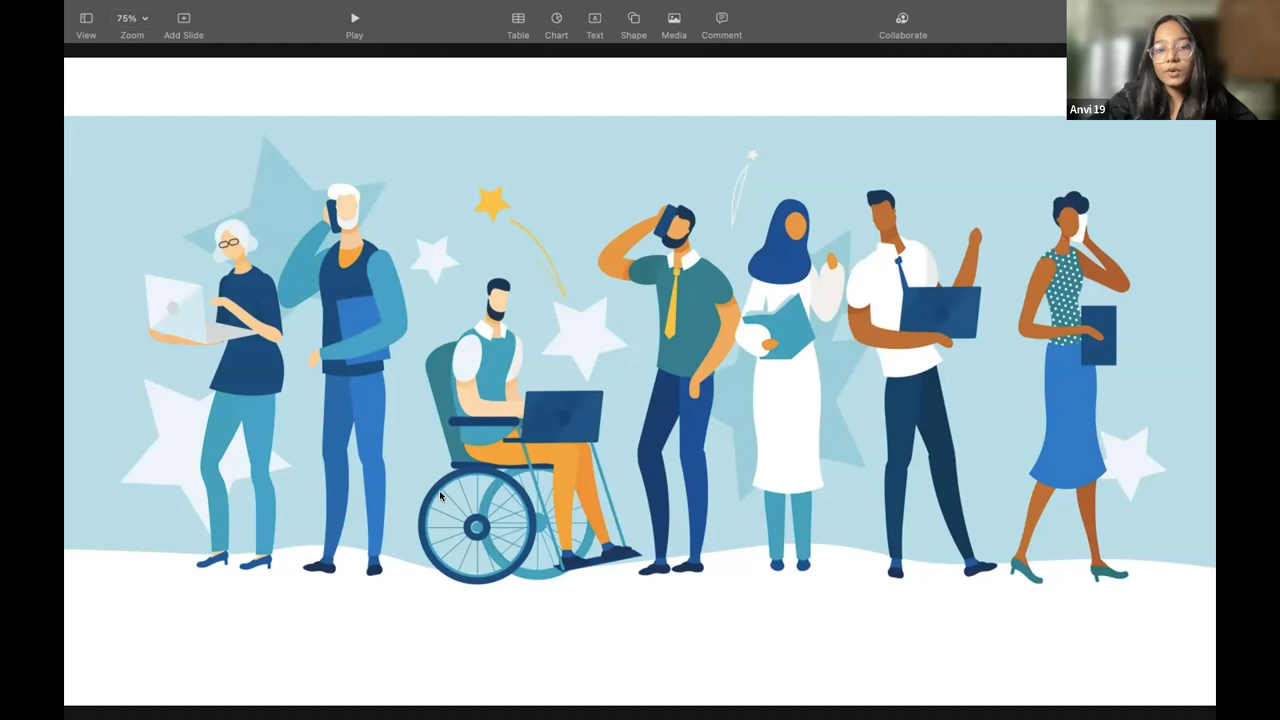 75%
View
Zoom
Add Slide
Play
Table
Chart
Text
Shape
Media
Comment
Collaborate
Anvi 19